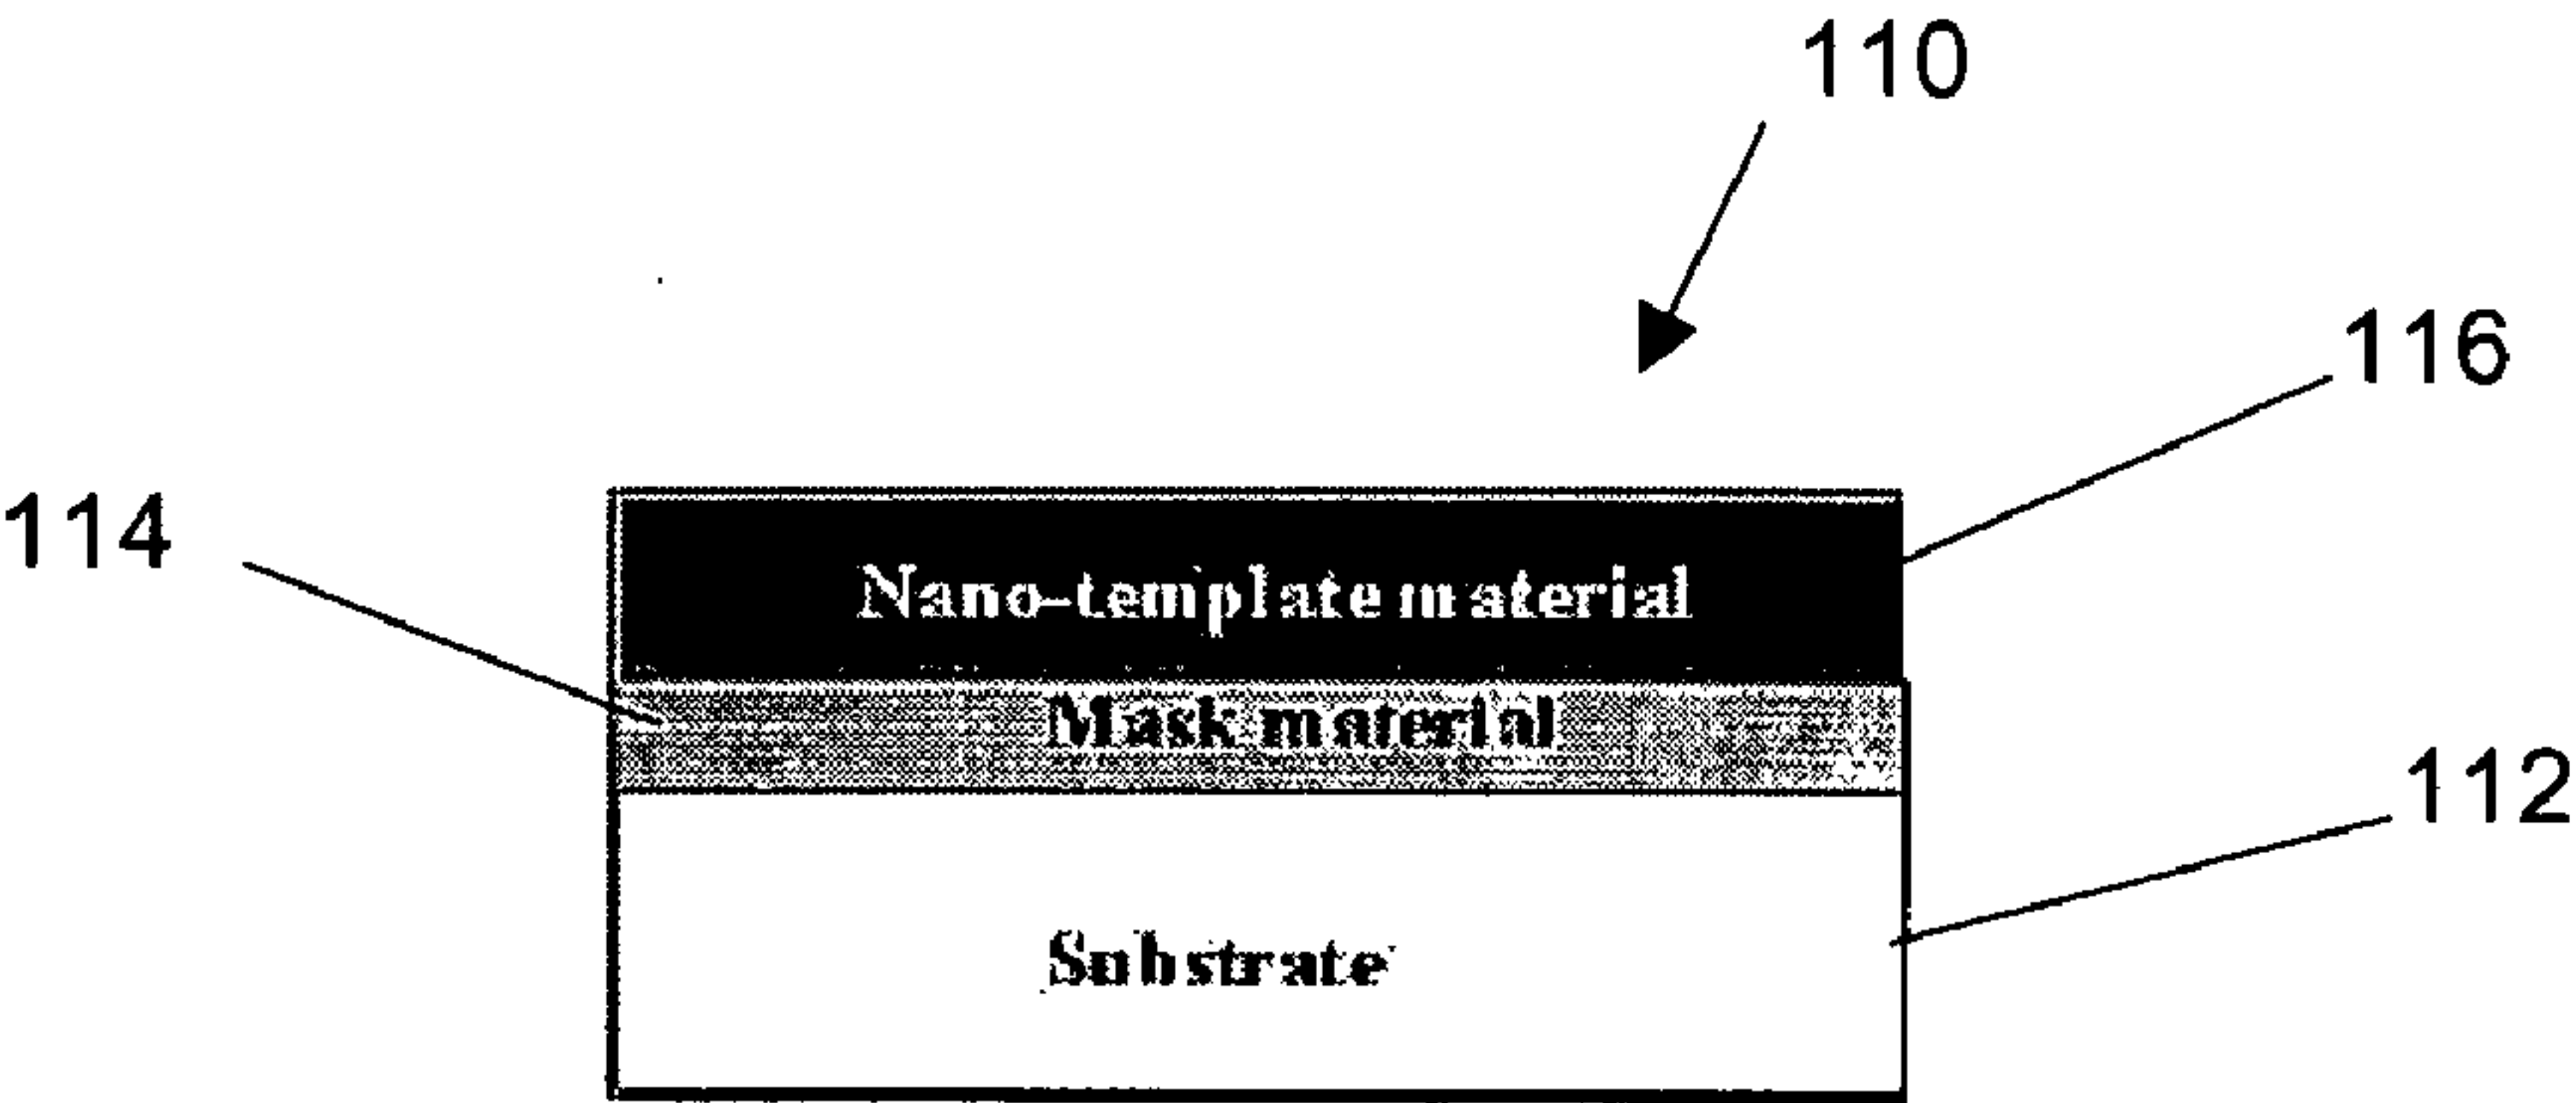 110
116
114
Nano-template material
Mask material
112
Substrate